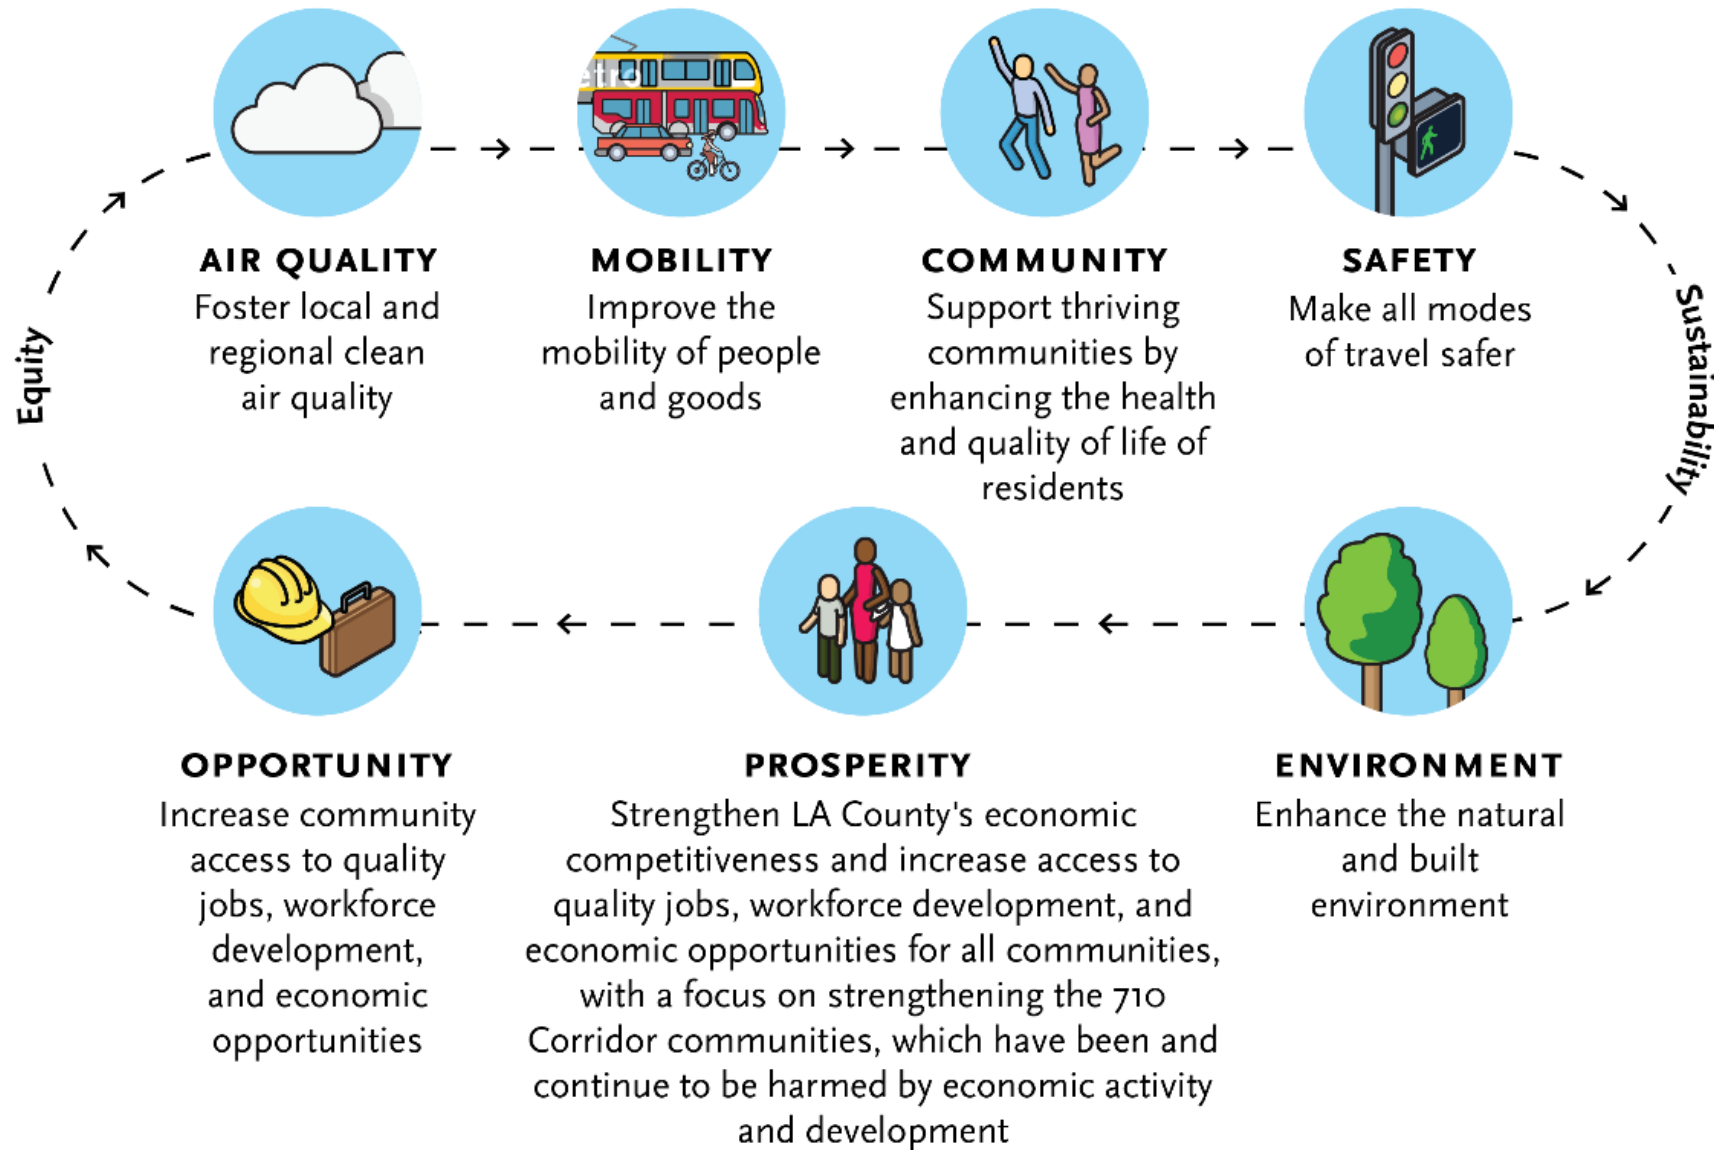 etro
AIR QUALITY
Foster local and
regional clean
air quality
MOBILITY
Improve the
mobility of people
and goods
COMMUNITY
Support thriving
communities by
enhancing the health
and quality of life of
residents
SAFETY
Make all modes
of travel safer
Sustainability
ENVIRONMENT
Enhance the natural
and built
environment
PROSPERITY
Strengthen LA County's economic
competitiveness and increase access to
quality jobs, workforce development, and
economic opportunities for all communities,
with a focus on strengthening the 710
Corridor communities, which have been and
continue to be harmed by economic activity
and development
OPPORTUNITY
Increase community
access to quality
jobs, workforce
development,
and economic
opportunities
Equity